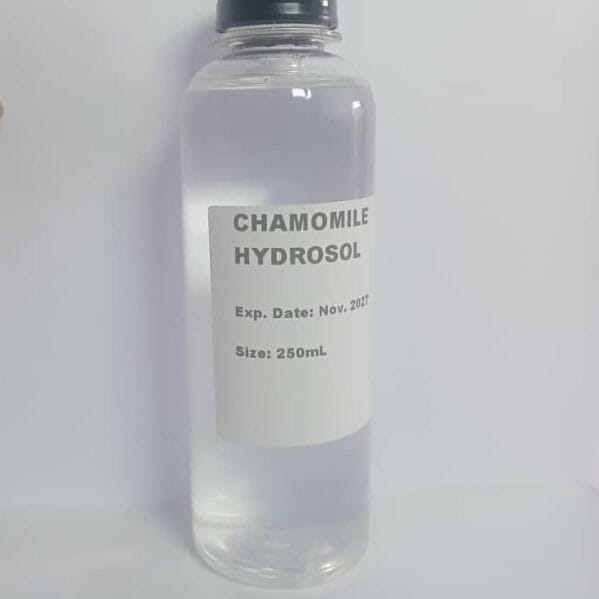 CHAMOMILE
HYDROSOL
Exp. Date: Nov. 2027
Size: 250mL